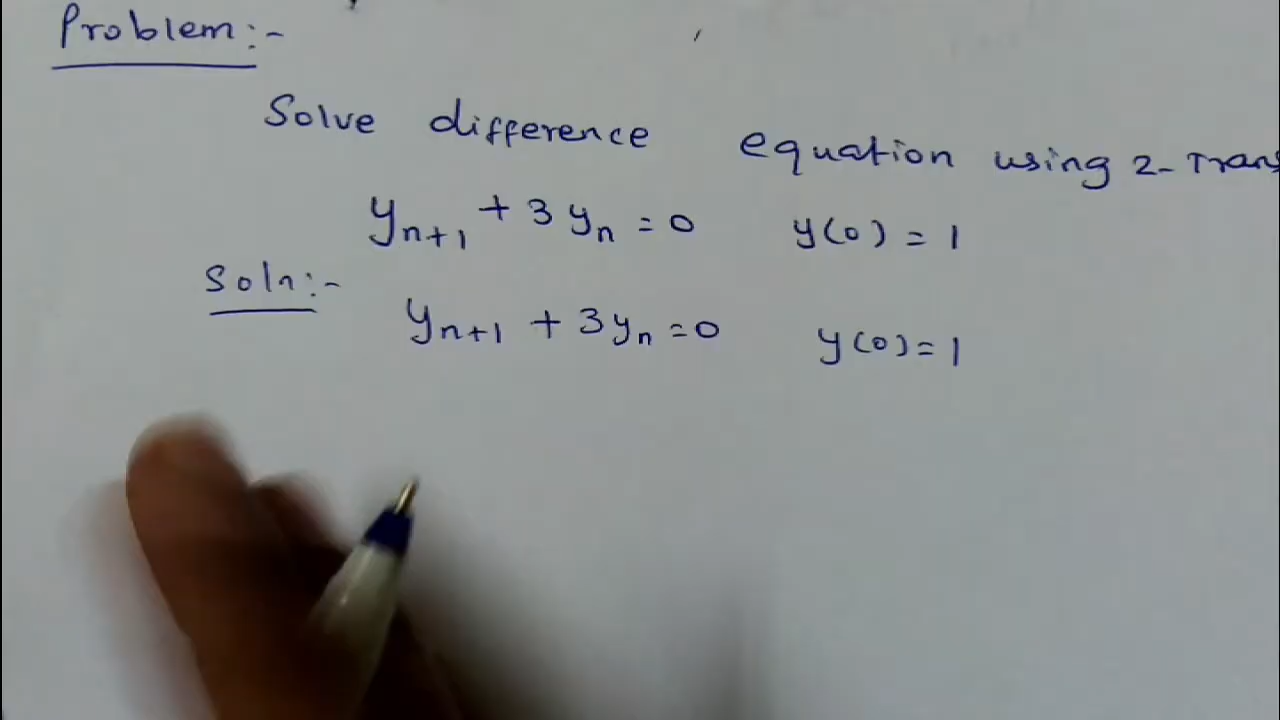 Problem:-
Solve difference equation using Z-Trans
yₙ₊₁ + 3yₙ = 0 y(0) = 1
Soln:-
yₙ₊₁ + 3yₙ = 0 y(0) = 1